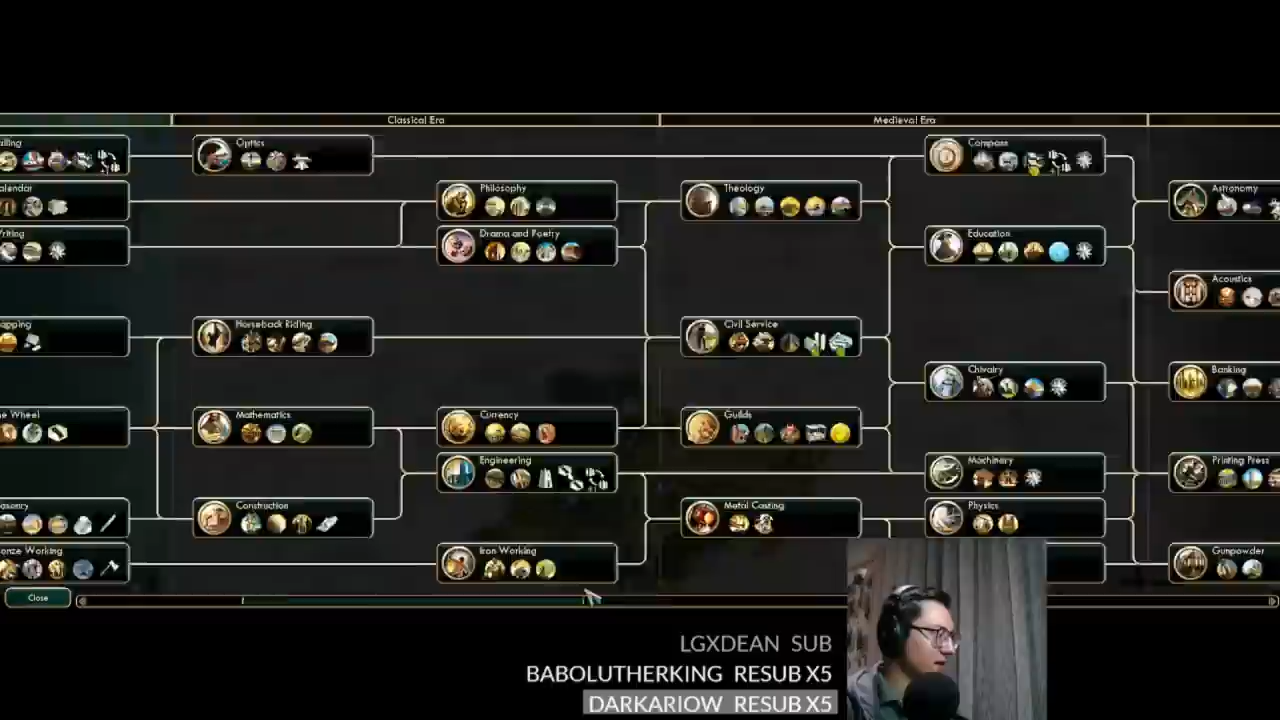 Classical Era
Medieval Era
Optics
Compass
Philosophy
Theology
Astronomy
Drama and Poetry
Education
Acoustics
Horseback Riding
Civil Service
Chivalry
Banking
Mathematics
Currency
Guilds
Engineering
Machinery
Printing Press
Construction
Metal Casting
Physics
Iron Working
Gunpowder
Close
LGXDEAN SUB
BABOLUTHERKING RESUB X5
DARKARIOW RESUB X5